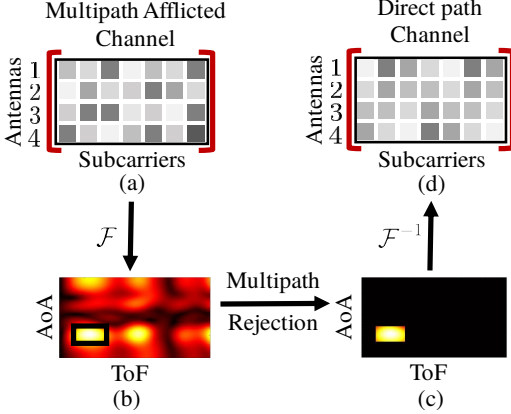 Multipath Afflicted
Channel
Antennas
1
2
3
4
Subcarriers
(a)
Direct path
Channel
Antennas
1
2
3
4
Subcarriers
(d)
ℱ
ℱ⁻¹
AoA
ToF
(b)
Multipath
Rejection
AoA
ToF
(c)